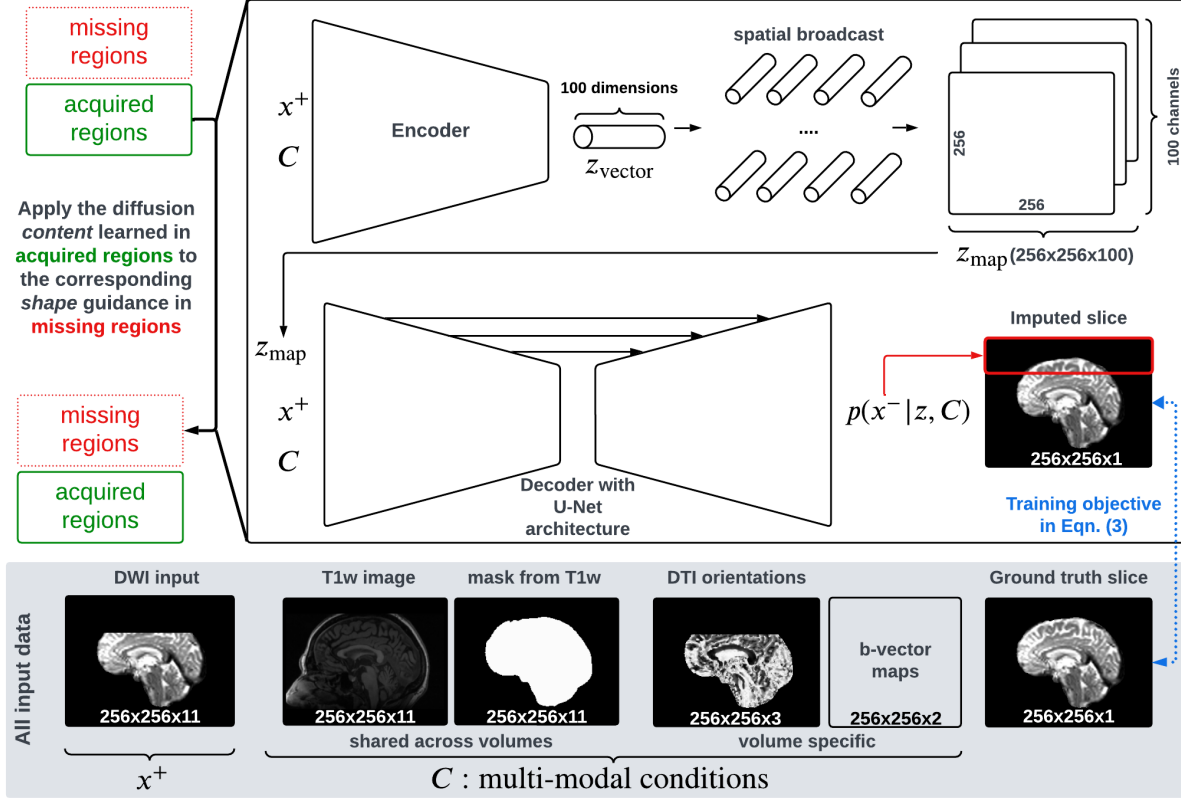 missing
regions
acquired
regions
Apply the diffusion
content learned in
acquired regions to
the corresponding
shape guidance in
missing regions
missing
regions
acquired
regions
x⁺
C
Encoder
100 dimensions
z_vector
spatial broadcast
....
256
256
100 channels
z_map (256x256x100)
z_map
x⁺
C
Decoder with
U-Net
architecture
p(x⁻|z, C)
Imputed slice
256x256x1
Training objective
in Eqn. (3)
All input data
DWI input
256x256x11
x⁺
T1w image
256x256x11
mask from T1w
256x256x11
shared across volumes
DTI orientations
256x256x3
b-vector
maps
256x256x2
volume specific
C : multi-modal conditions
Ground truth slice
256x256x1